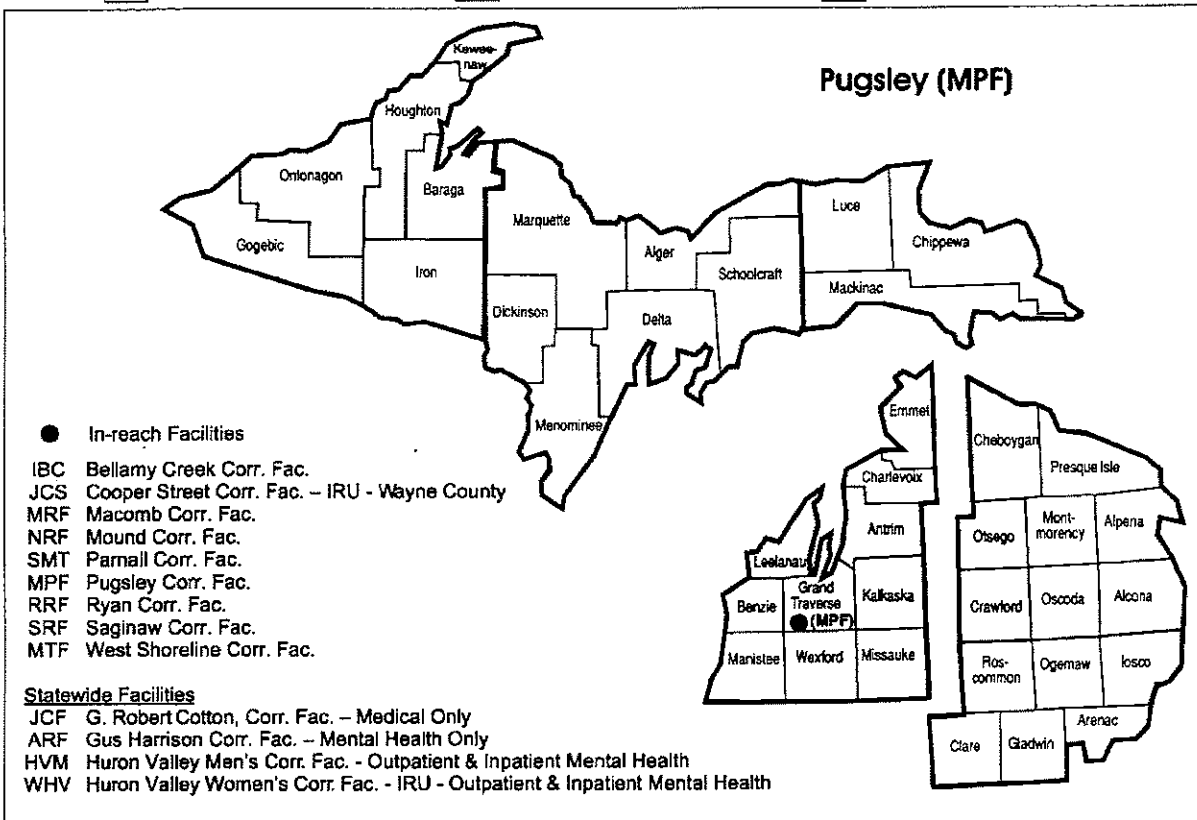 Pugsley (MPF)
Kewee-
naw
Houghton
Ontonagon
Baraga
Gogebic
Iron
Marquette
Dickinson
Menominee
Alger
Delta
Schoolcraft
Luce
Chippewa
Mackinac
● In-reach Facilities
IBC Bellamy Creek Corr. Fac.
JCS Cooper Street Corr. Fac. – IRU - Wayne County
MRF Macomb Corr. Fac.
NRF Mound Corr. Fac.
SMT Parnall Corr. Fac.
MPF Pugsley Corr. Fac.
RRF Ryan Corr. Fac.
SRF Saginaw Corr. Fac.
MTF West Shoreline Corr. Fac.
Statewide Facilities
JCF G. Robert Cotton, Corr. Fac. – Medical Only
ARF Gus Harrison Corr. Fac. – Mental Health Only
HVM Huron Valley Men's Corr. Fac. - Outpatient & Inpatient Mental Health
WHV Huron Valley Women's Corr. Fac. - IRU - Outpatient & Inpatient Mental Health
Emmet
Charlevoix
Antrim
Leelanau
Benzie
Grand
Traverse
(MPF)
Kalkaska
Manistee
Wexford
Missauke
Cheboygan
Presque Isle
Otsego
Mont-
morency
Alpena
Crawford
Oscoda
Alcona
Ros-
common
Ogemaw
Iosco
Arenac
Clare
Gladwin